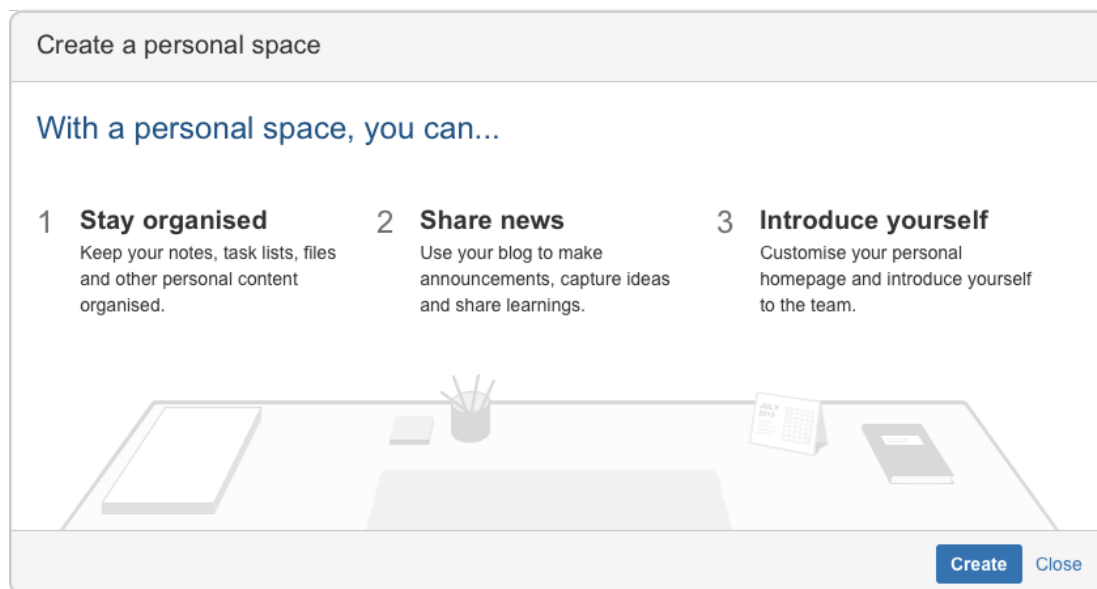 Create a personal space
With a personal space, you can...
1 Stay organised
Keep your notes, task lists, files
and other personal content
organised.
2 Share news
Use your blog to make
announcements, capture ideas
and share learnings.
3 Introduce yourself
Customise your personal
homepage and introduce yourself
to the team.
JULY
2013
Create Close